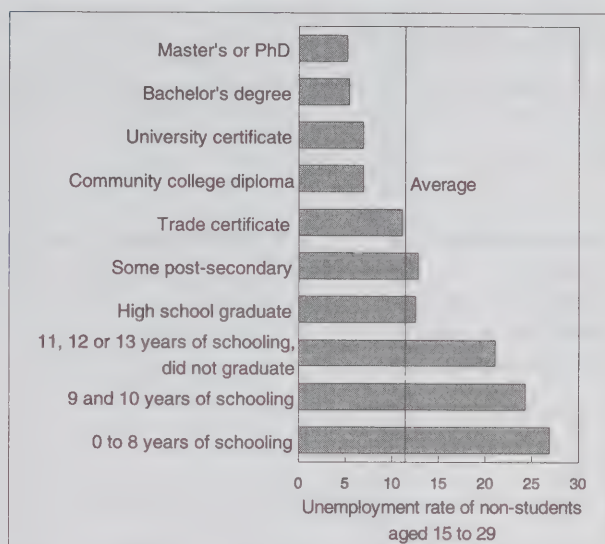 Master's or PhD
Bachelor's degree
University certificate
Community college diploma
Average
Trade certificate
Some post-secondary
High school graduate
11, 12 or 13 years of schooling,
did not graduate
9 and 10 years of schooling
0 to 8 years of schooling
0 5 10 15 20 25 30
Unemployment rate of non-students
aged 15 to 29